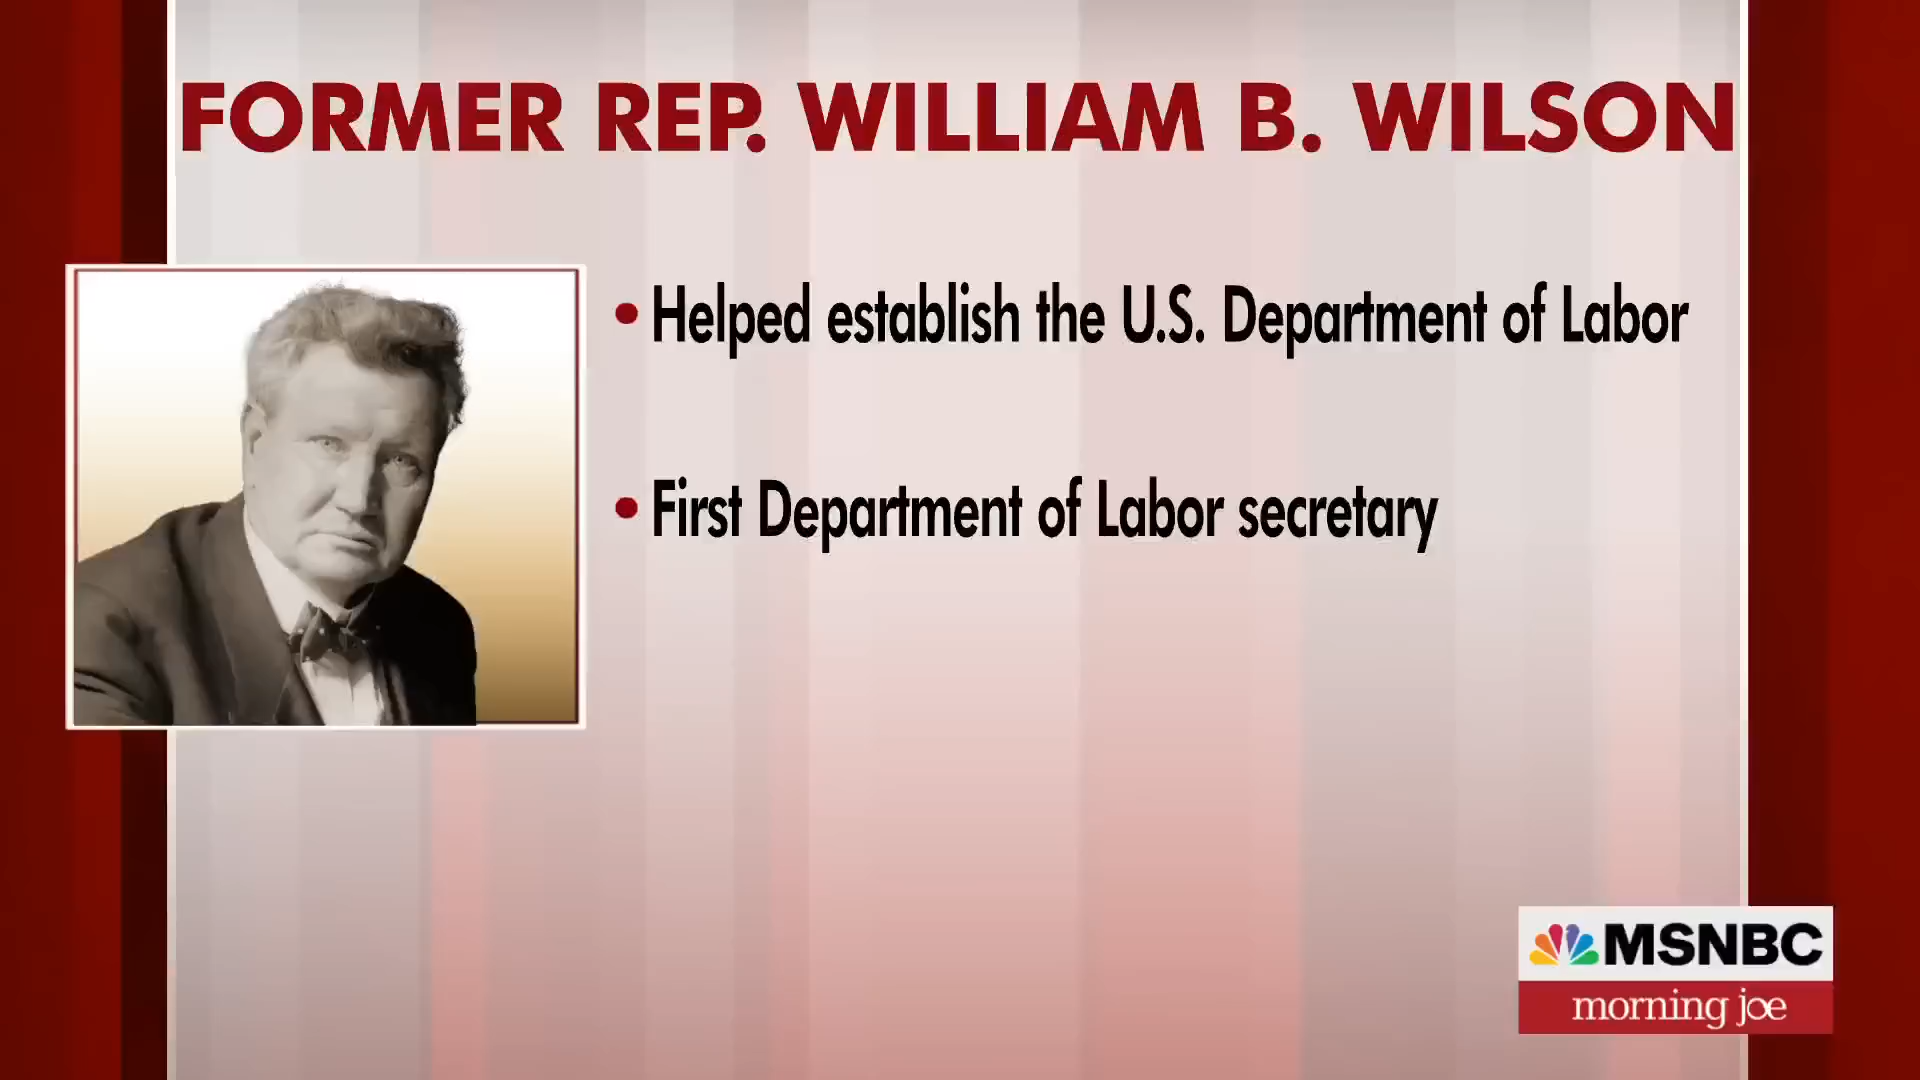 FORMER REP. WILLIAM B. WILSON
• Helped establish the U.S. Department of Labor
• First Department of Labor secretary
MSNBC
morning joe